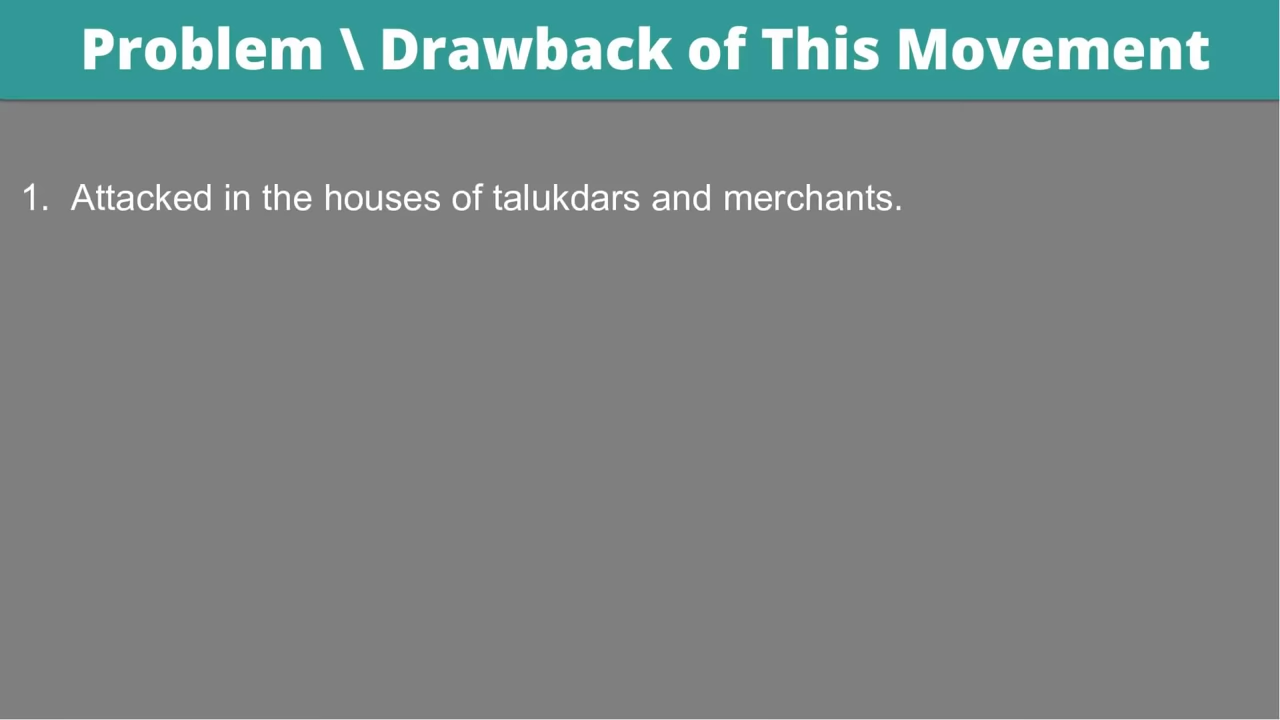 Problem \ Drawback of This Movement
1. Attacked in the houses of talukdars and merchants.